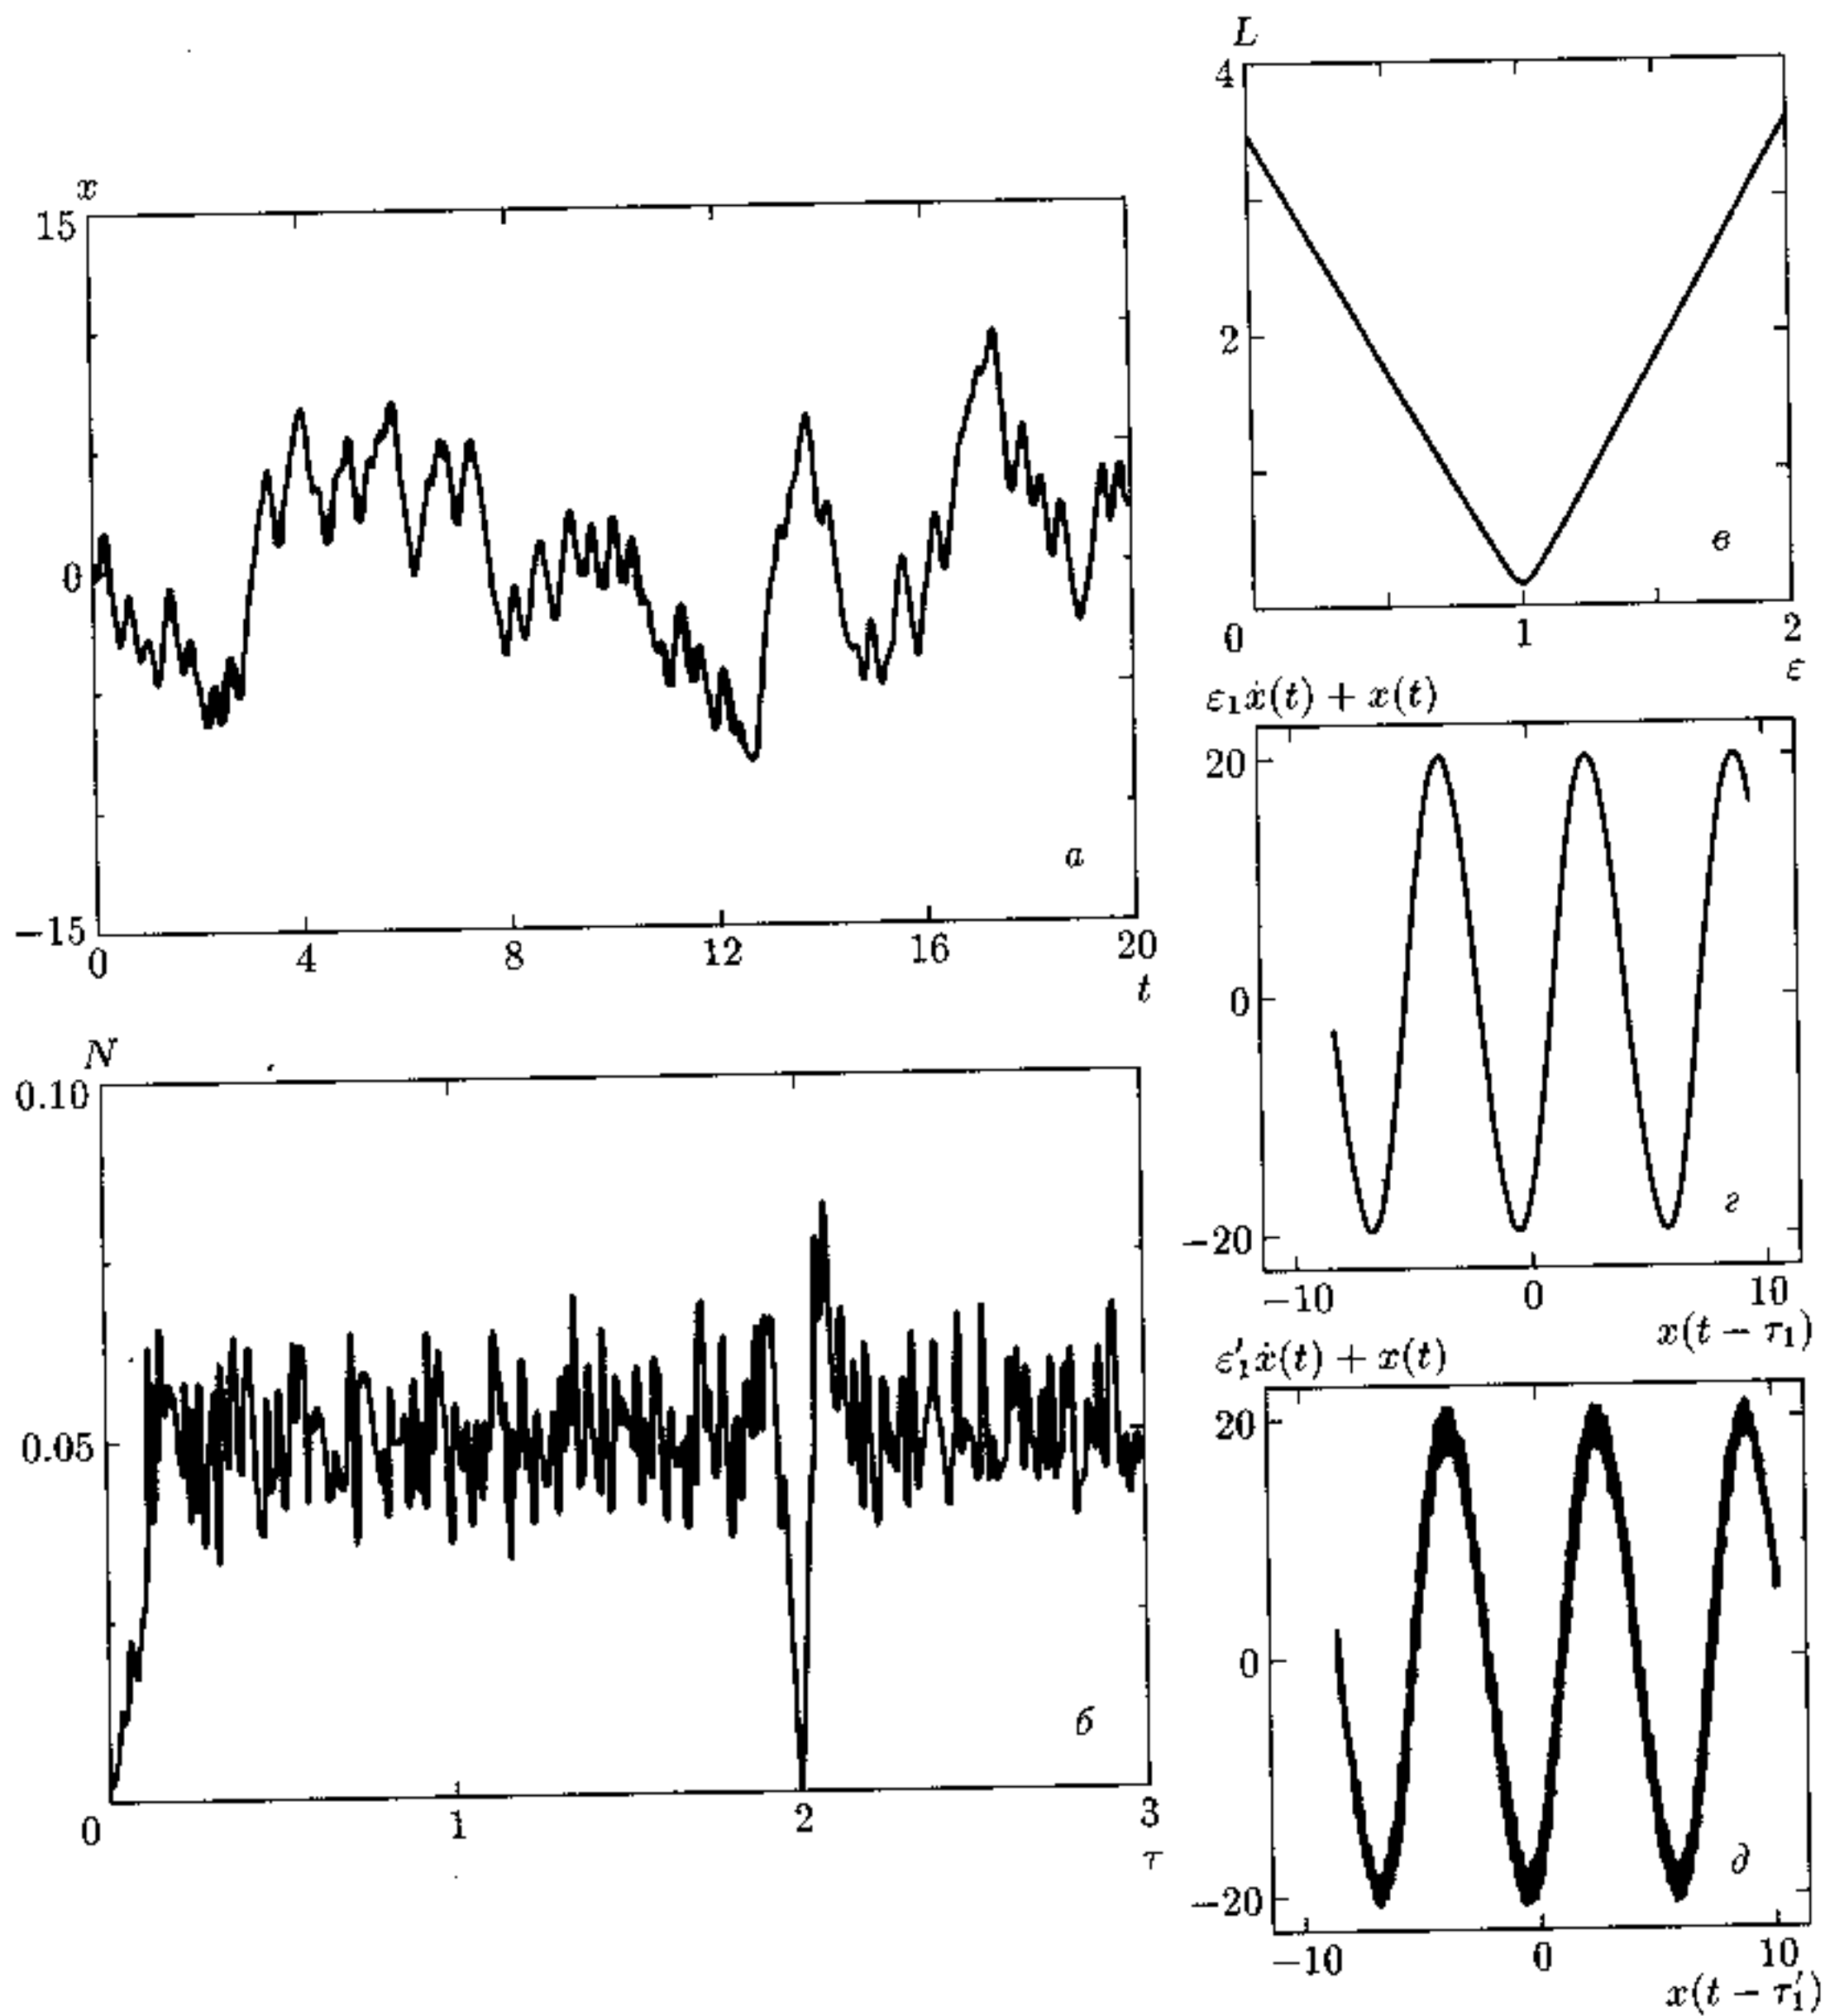 x
15
0
−15
0 4 8 12 16 20
t
а
N
0.10
0.05
0 1 2 3
τ
б
L
4
2
0 1 2
ε
в
ε₁ẋ(t) + x(t)
20
0
−20
−10 0 10
x(t − τ₁)
г
ε′₁ẋ(t) + x(t)
20
0
−20
−10 0 10
x(t − τ′₁)
д